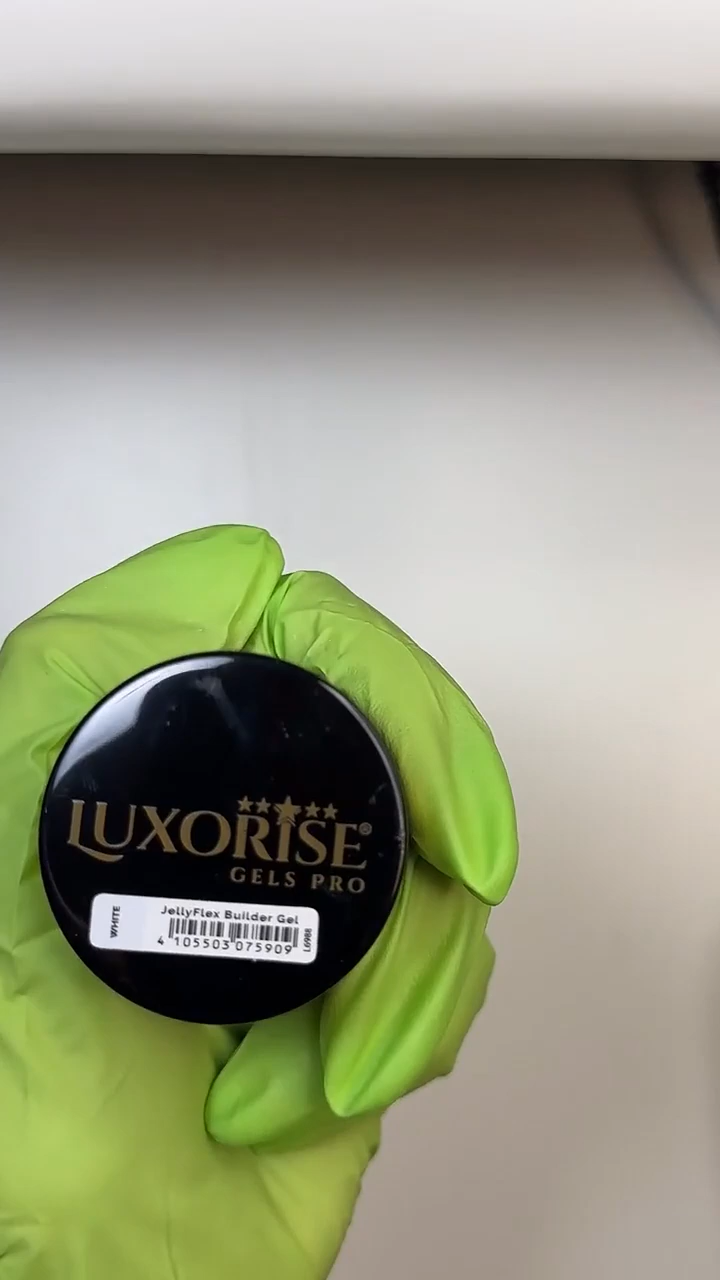 LUXORISE®
GELS PRO
WHITE
JellyFlex Builder Gel
4 105503 075909
L6988